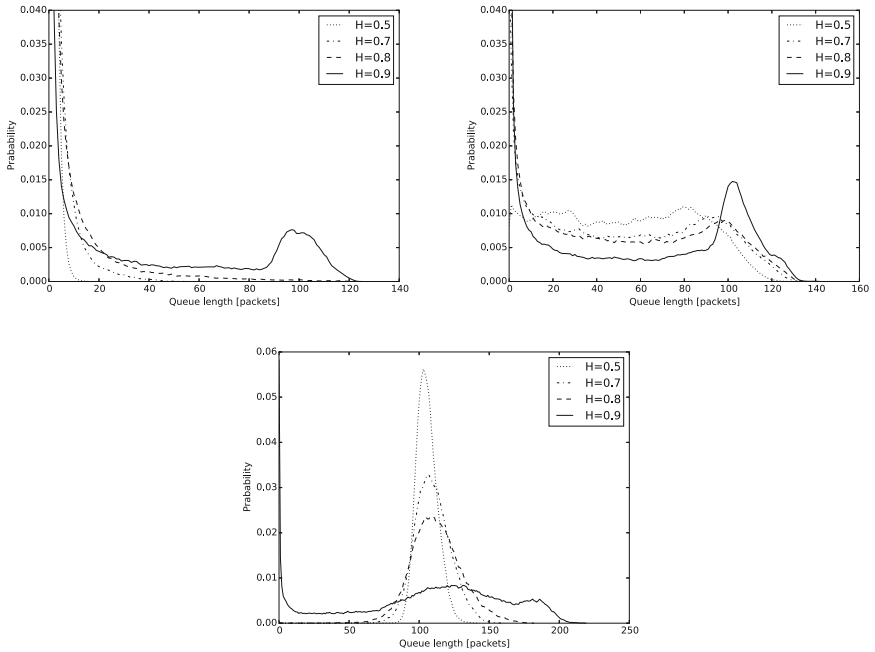 0.040
0.035
0.030
0.025
0.020
0.015
0.010
0.005
0.000
Prabability
0 20 40 60 80 100 120 140
Queue length [packets]
H=0.5
H=0.7
H=0.8
H=0.9
0.040
0.035
0.030
0.025
0.020
0.015
0.010
0.005
0.000
Prabability
0 20 40 60 80 100 120 140 160
Queue length [packets]
H=0.5
H=0.7
H=0.8
H=0.9
0.06
0.05
0.04
0.03
0.02
0.01
0.00
Prabability
0 50 100 150 200 250
Queue length [packets]
H=0.5
H=0.7
H=0.8
H=0.9